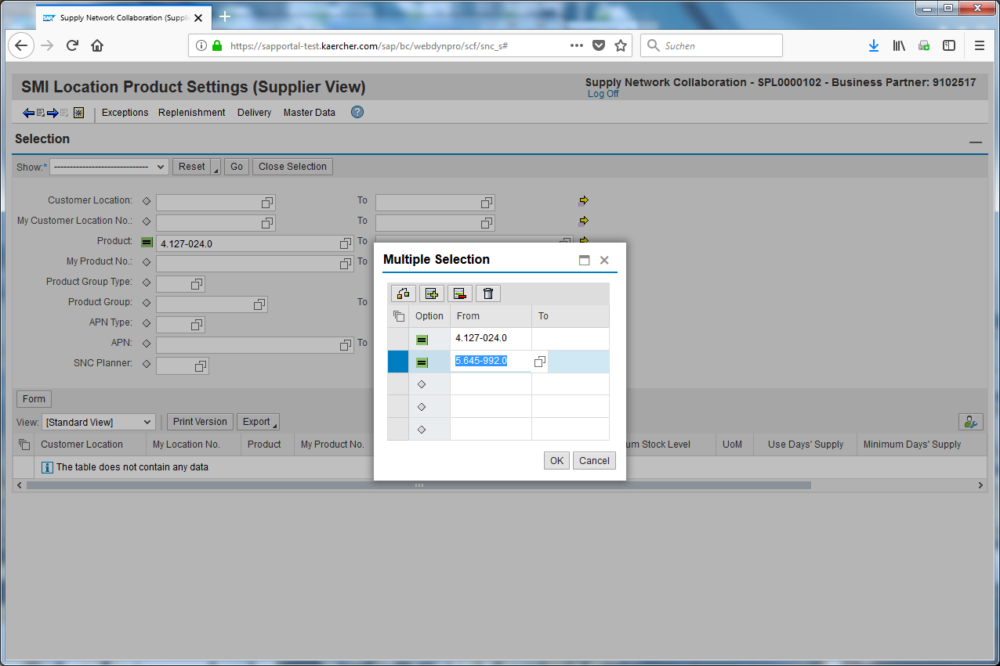 Supply Network Collaboration (Suppli
https://sapportal-test.kaercher.com/sap/bc/webdynpro/scf/snc_s#
Suchen
SMI Location Product Settings (Supplier View)
Supply Network Collaboration - SPL0000102 - Business Partner: 9102517
Log Off
Exceptions Replenishment Delivery Master Data
Selection
Show:* ------------------------------ Reset Go Close Selection
Customer Location: To
My Customer Location No.: To
Product: 4.127-024.0 To
My Product No.: To
Product Group Type:
Product Group: To
APN Type:
APN: To
SNC Planner:
Multiple Selection
Option From To
4.127-024.0
5.645-992.0
OK Cancel
Form
View: [Standard View] Print Version Export
Customer Location My Location No. Product My Product No. Stock Level UoM Use Days' Supply Minimum Days' Supply
The table does not contain any data